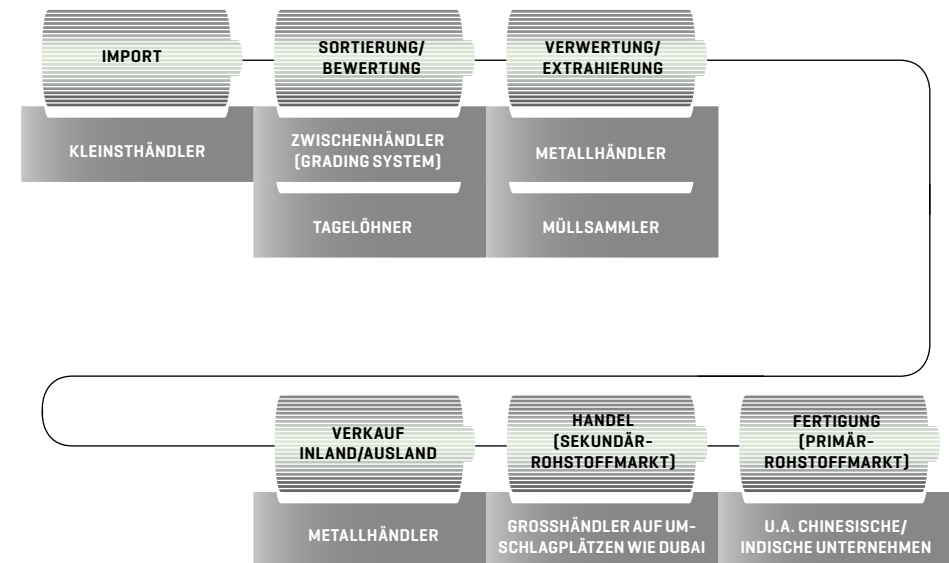 IMPORT
SORTIERUNG/
BEWERTUNG
VERWERTUNG/
EXTRAHIERUNG
KLEINSTHÄNDLER
ZWISCHENHÄNDLER
(GRADING SYSTEM)
METALLHÄNDLER
TAGELÖHNER
MÜLLSAMMLER
VERKAUF
INLAND/AUSLAND
HANDEL
(SEKUNDÄR-
ROHSTOFFMARKT)
FERTIGUNG
(PRIMÄR-
ROHSTOFFMARKT)
METALLHÄNDLER
GROSSHÄNDLER AUF UM-
SCHLAGPLÄTZEN WIE DUBAI
U.A. CHINESISCHE/
INDISCHE UNTERNEHMEN